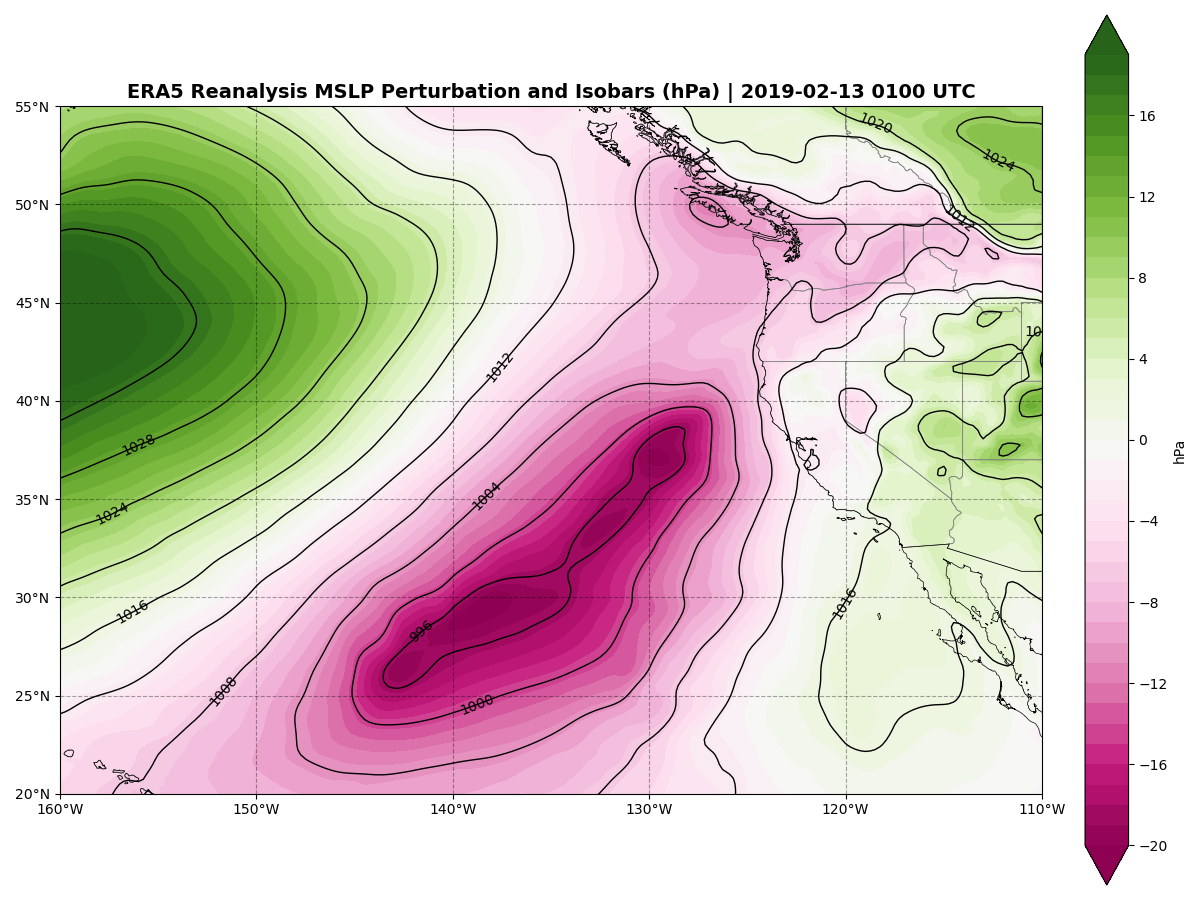 ERA5 Reanalysis MSLP Perturbation and Isobars (hPa) | 2019-02-13 0100 UTC
55°N
50°N
45°N
40°N
35°N
30°N
25°N
20°N
160°W
150°W
140°W
130°W
120°W
110°W
1020
1024
1012
10
1012
1028
1004
1024
1016
1016
996
1008
1000
16
12
8
4
0
−4
−8
−12
−16
−20
hPa